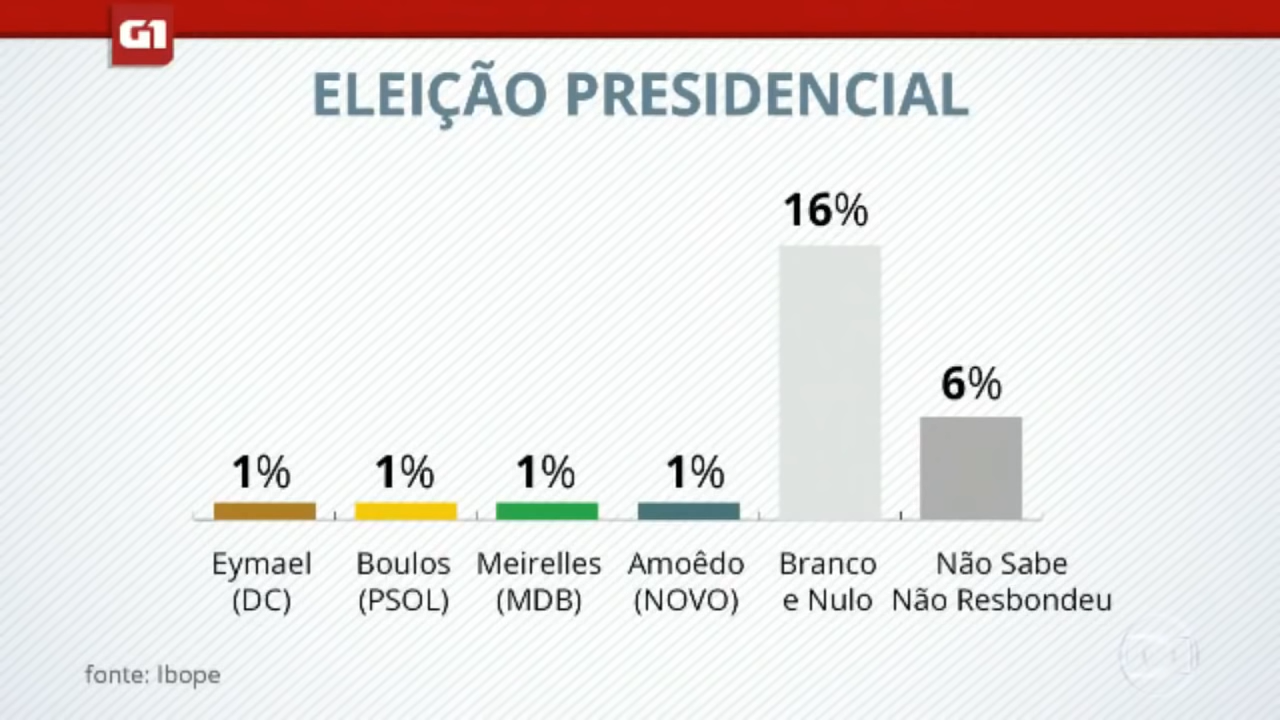 G1
ELEIÇÃO PRESIDENCIAL
16%
6%
1% 1% 1% 1%
Eymael Boulos Meirelles Amoêdo Branco Não Sabe
(DC) (PSOL) (MDB) (NOVO) e Nulo Não Resbondeu
fonte: Ibope